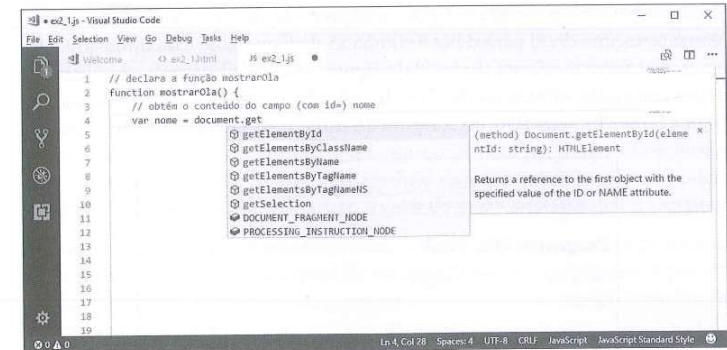 ● ex2_1.js - Visual Studio Code
File Edit Selection View Go Debug Tasks Help
Welcome ex2_1.html JS ex2_1.js ●
1 // declara a função mostrarOla
2 function mostrarOla() {
3 // obtém o conteúdo do campo (com id=) nome
4 var nome = document.get
5 getElementById
6 getElementsByClassName
7 getElementsByName
8 getElementsByTagName
9 getElementsByTagNameNS
10 getSelection
11 DOCUMENT_FRAGMENT_NODE
12 PROCESSING_INSTRUCTION_NODE
13
14
15
16
17
18
19
(method) Document.getElementById(eleme
ntId: string): HTMLElement
Returns a reference to the first object with the
specified value of the ID or NAME attribute.
1
0 0 Ln 4, Col 28 Spaces: 4 UTF-8 CRLF JavaScript JavaScript Standard Style